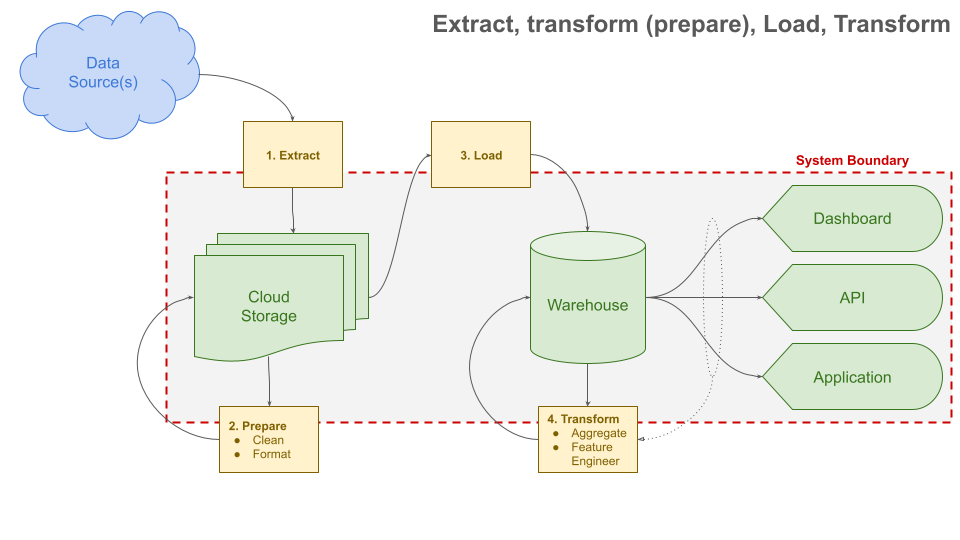 Extract, transform (prepare), Load, Transform
Data
Source(s)
1. Extract
3. Load
System Boundary
Dashboard
Cloud
Storage
Warehouse
API
Application
2. Prepare
● Clean
● Format
4. Transform
● Aggregate
● Feature
Engineer